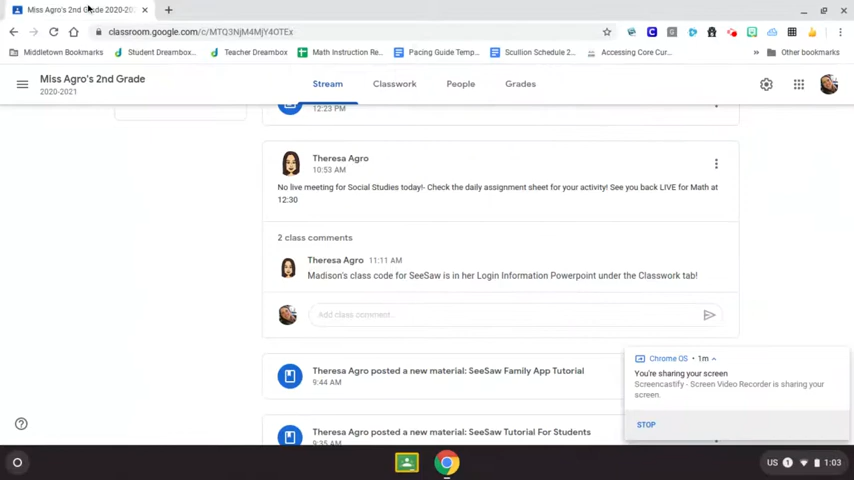 Miss Agro's 2nd Grade 2020-202
classroom.google.com/c/MTQ3NjM4MjY4OTEx
Middletown Bookmarks
Student Dreambox...
Teacher Dreambox
Math Instruction Re...
Pacing Guide Temp...
Scullion Schedule 2...
Accessing Core Cur...
»
Other bookmarks
Miss Agro's 2nd Grade
2020-2021
Stream
Classwork
People
Grades
12:23 PM
Theresa Agro
10:53 AM
No live meeting for Social Studies today!- Check the daily assignment sheet for your activity! See you back LIVE for Math at
12:30
2 class comments
Theresa Agro 11:11 AM
Madison's class code for SeeSaw is in her Login Information Powerpoint under the Classwork tab!
Add class comment...
Theresa Agro posted a new material: SeeSaw Family App Tutorial
9:44 AM
Theresa Agro posted a new material: SeeSaw Tutorial For Students
9:35 AM
Chrome OS • 1m
You're sharing your screen
Screencastify - Screen Video Recorder is sharing your
screen.
STOP
US 1 1:03